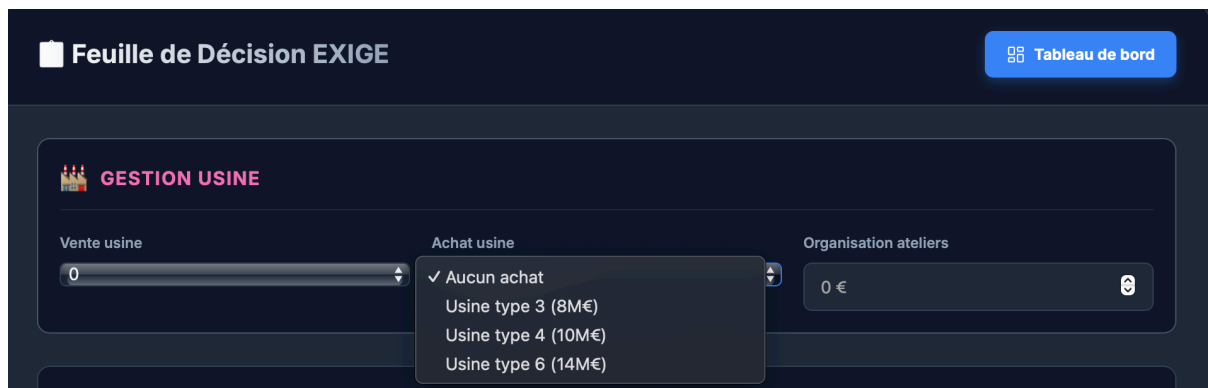 Feuille de Décision EXIGE
Tableau de bord
GESTION USINE
Vente usine
Achat usine
Organisation ateliers
0
✓ Aucun achat
Usine type 3 (8M€)
Usine type 4 (10M€)
Usine type 6 (14M€)
0 €